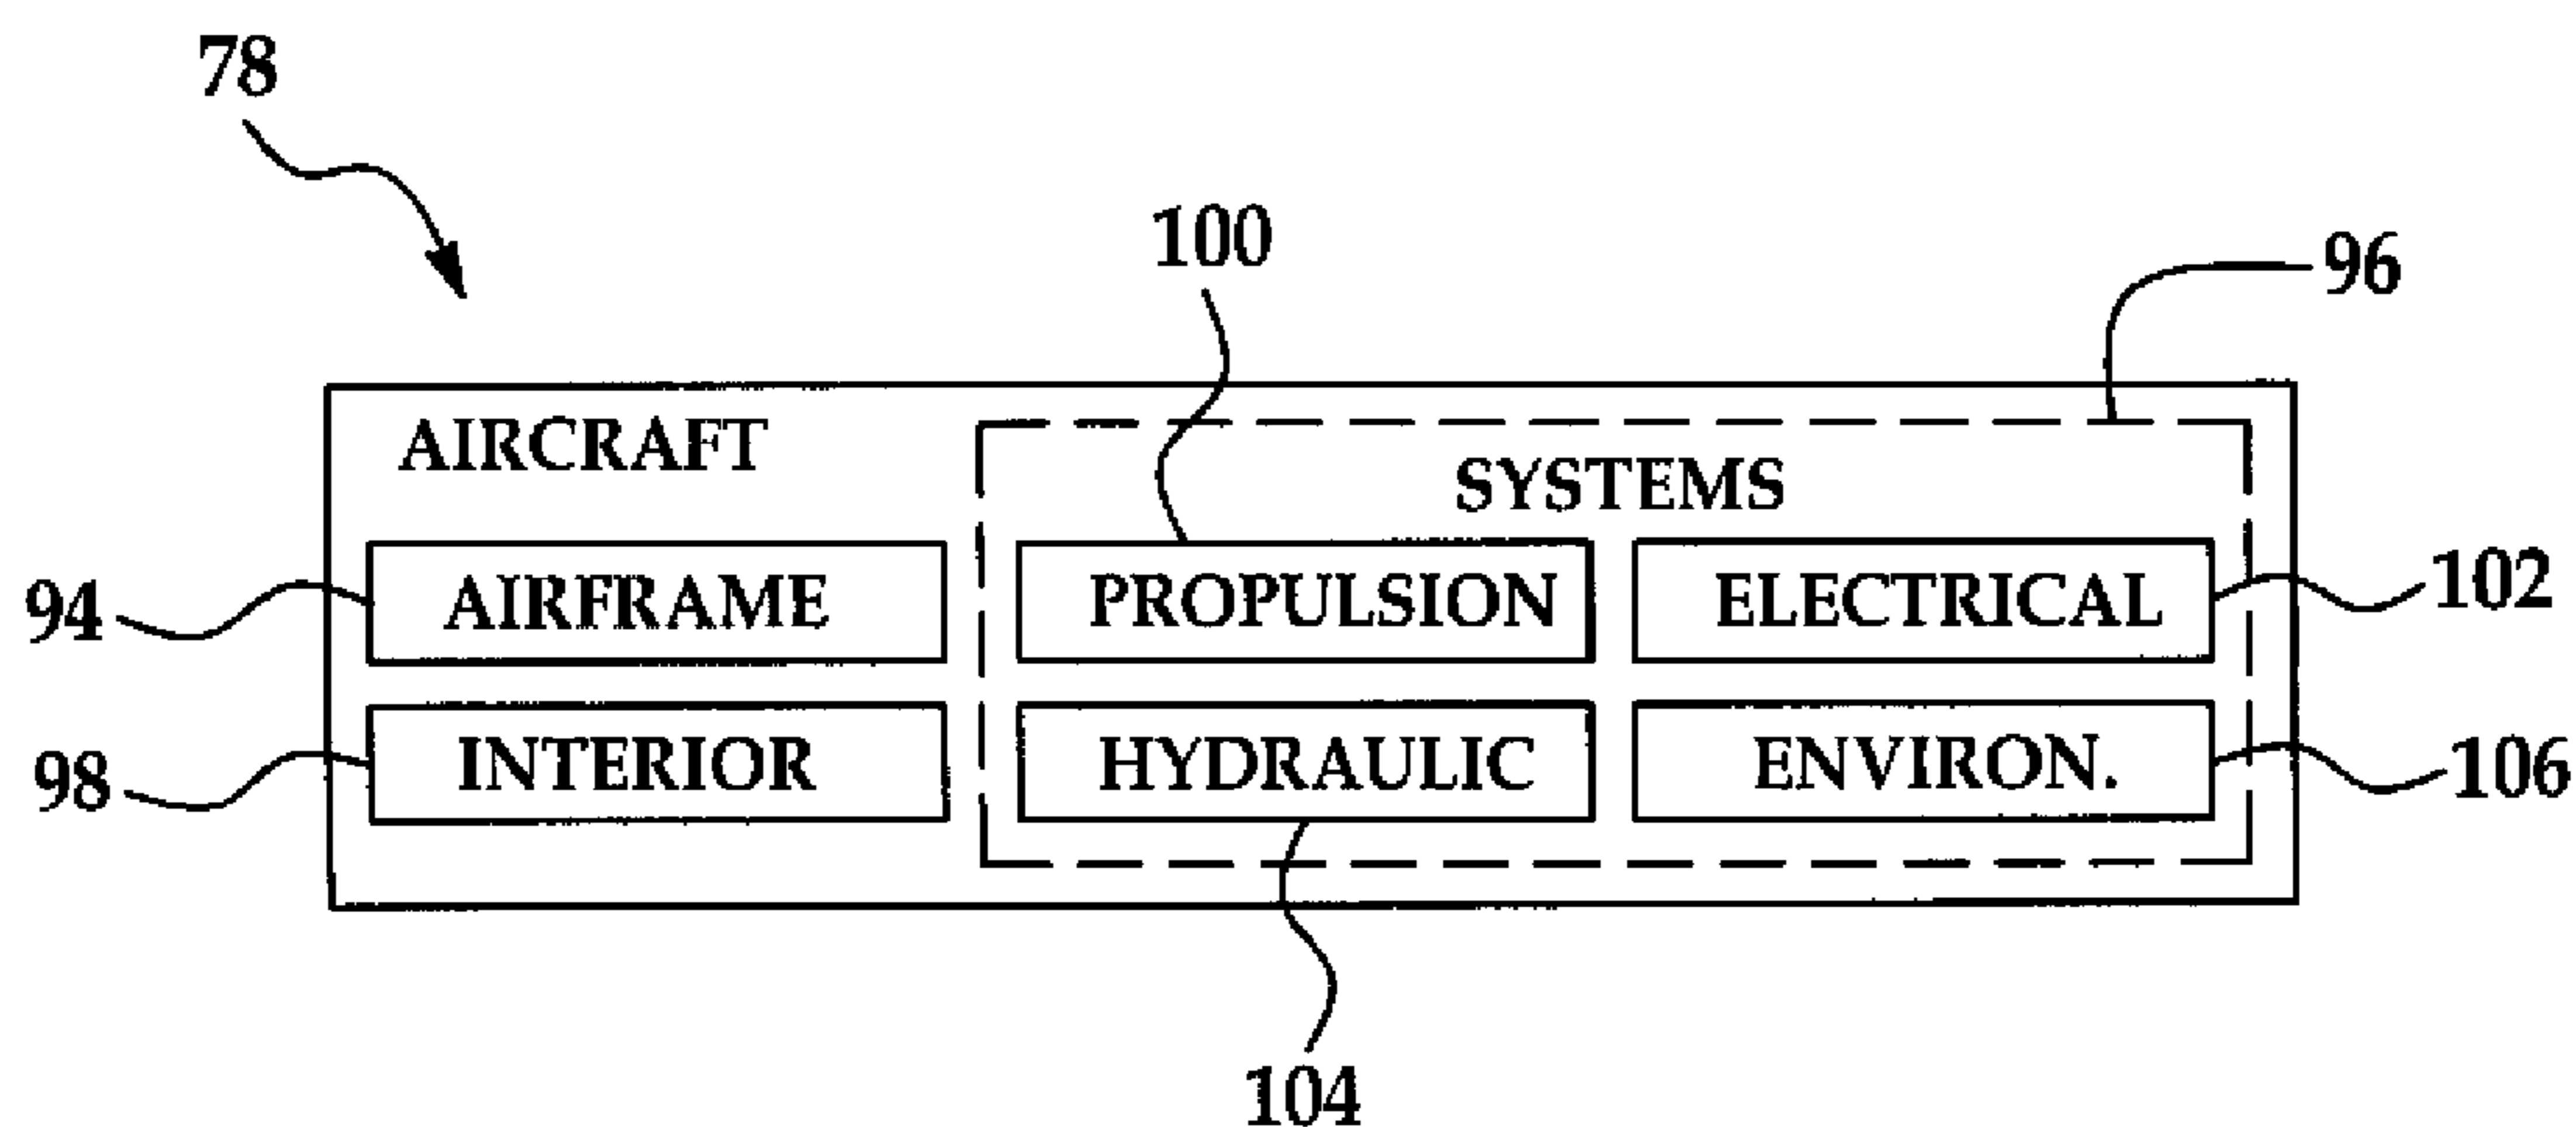 78
100
96
AIRCRAFT
SYSTEMS
94 AIRFRAME PROPULSION ELECTRICAL 102
98 INTERIOR HYDRAULIC ENVIRON. 106
104